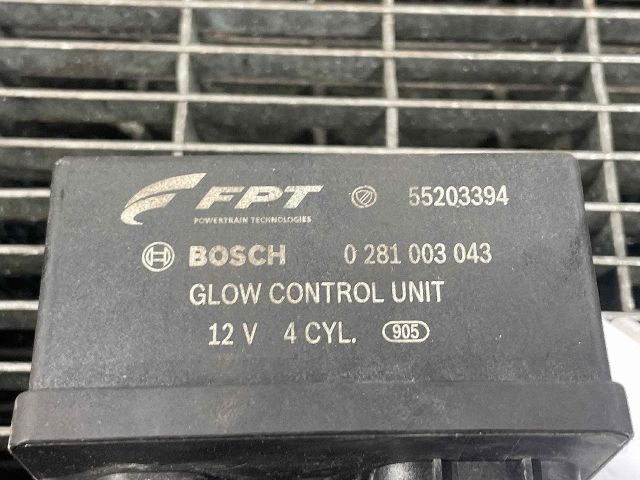 FPT 55203394
POWERTRAIN TECHNOLOGIES
BOSCH 0 281 003 043
GLOW CONTROL UNIT
12 V 4 CYL. 905